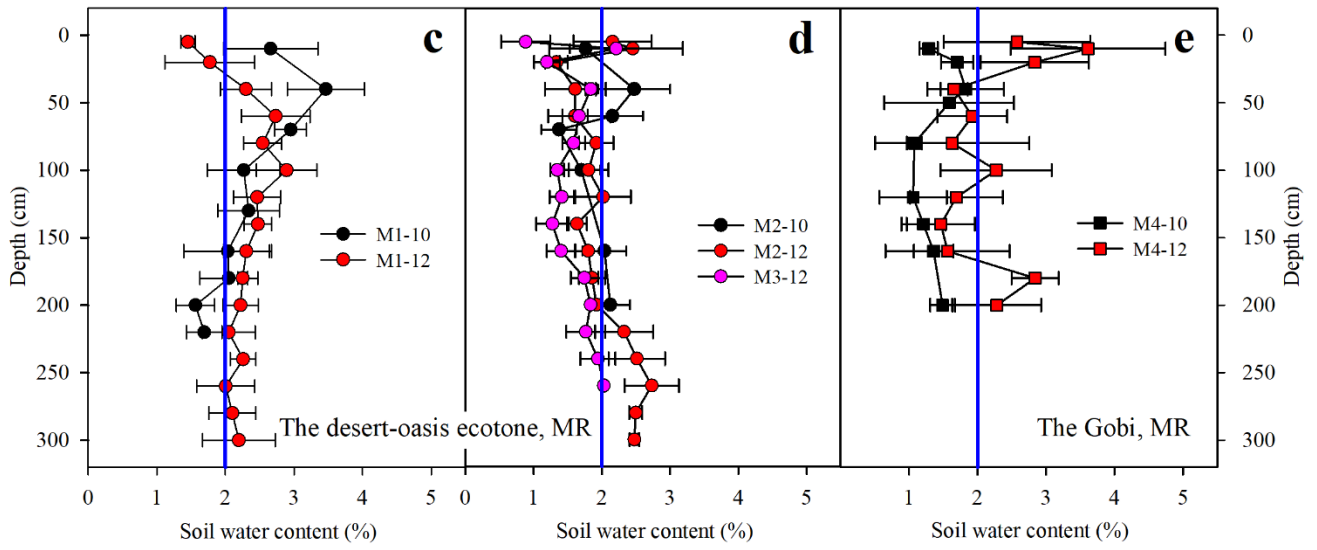 c
d
e
0
50
100
150
200
250
300
Depth (cm)
M1-10
M1-12
M2-10
M2-12
M3-12
M4-10
M4-12
0
50
100
150
200
250
300
Depth (cm)
The desert-oasis ecotone, MR
The Gobi, MR
0 1 2 3 4 5
1 2 3 4 5
1 2 3 4 5
Soil water content (%)
Soil water content (%)
Soil water content (%)